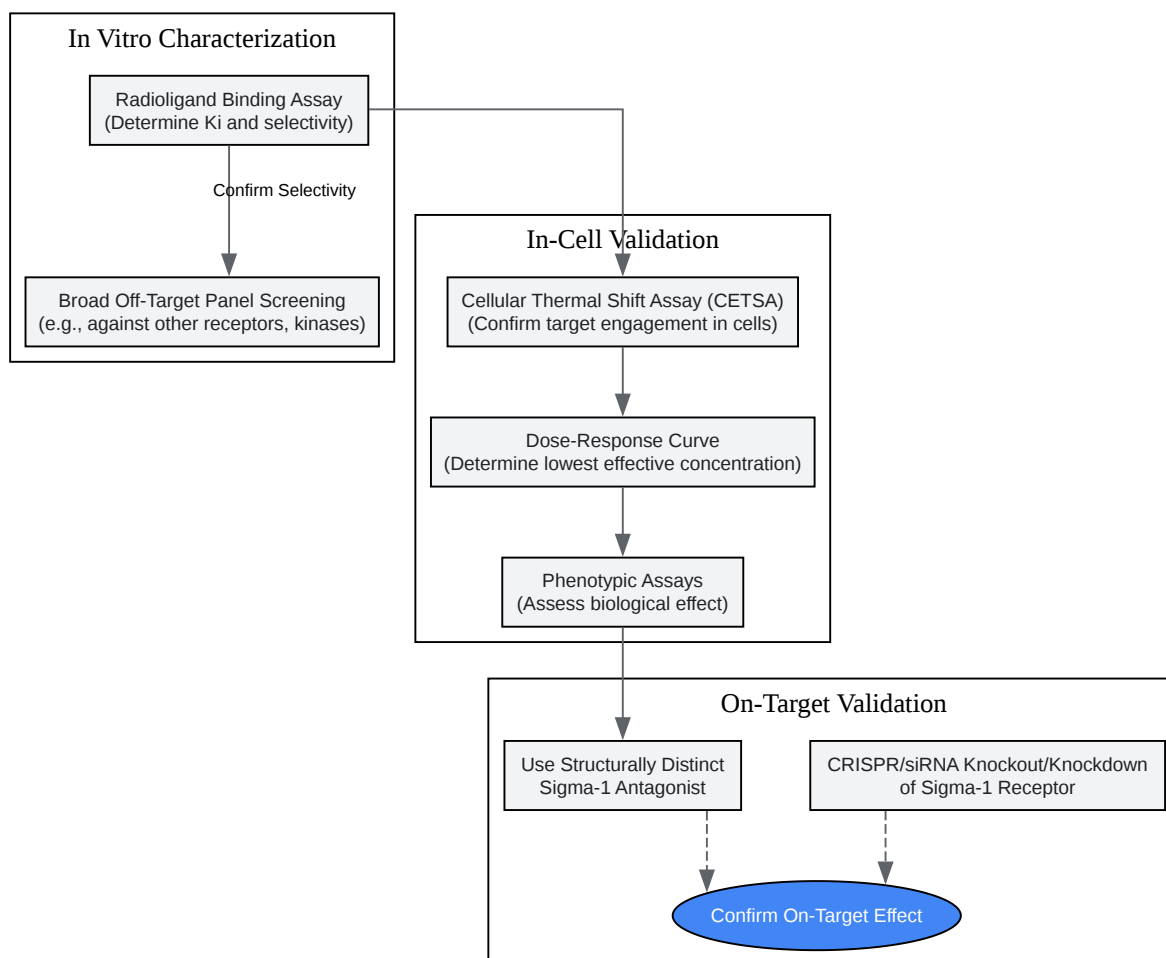 In Vitro Characterization
Radioligand Binding Assay
(Determine Ki and selectivity)
Confirm Selectivity
Broad Off-Target Panel Screening
(e.g., against other receptors, kinases)
In-Cell Validation
Cellular Thermal Shift Assay (CETSA)
(Confirm target engagement in cells)
Dose-Response Curve
(Determine lowest effective concentration)
Phenotypic Assays
(Assess biological effect)
On-Target Validation
Use Structurally Distinct
Sigma-1 Antagonist
CRISPR/siRNA Knockout/Knockdown
of Sigma-1 Receptor
Confirm On-Target Effect